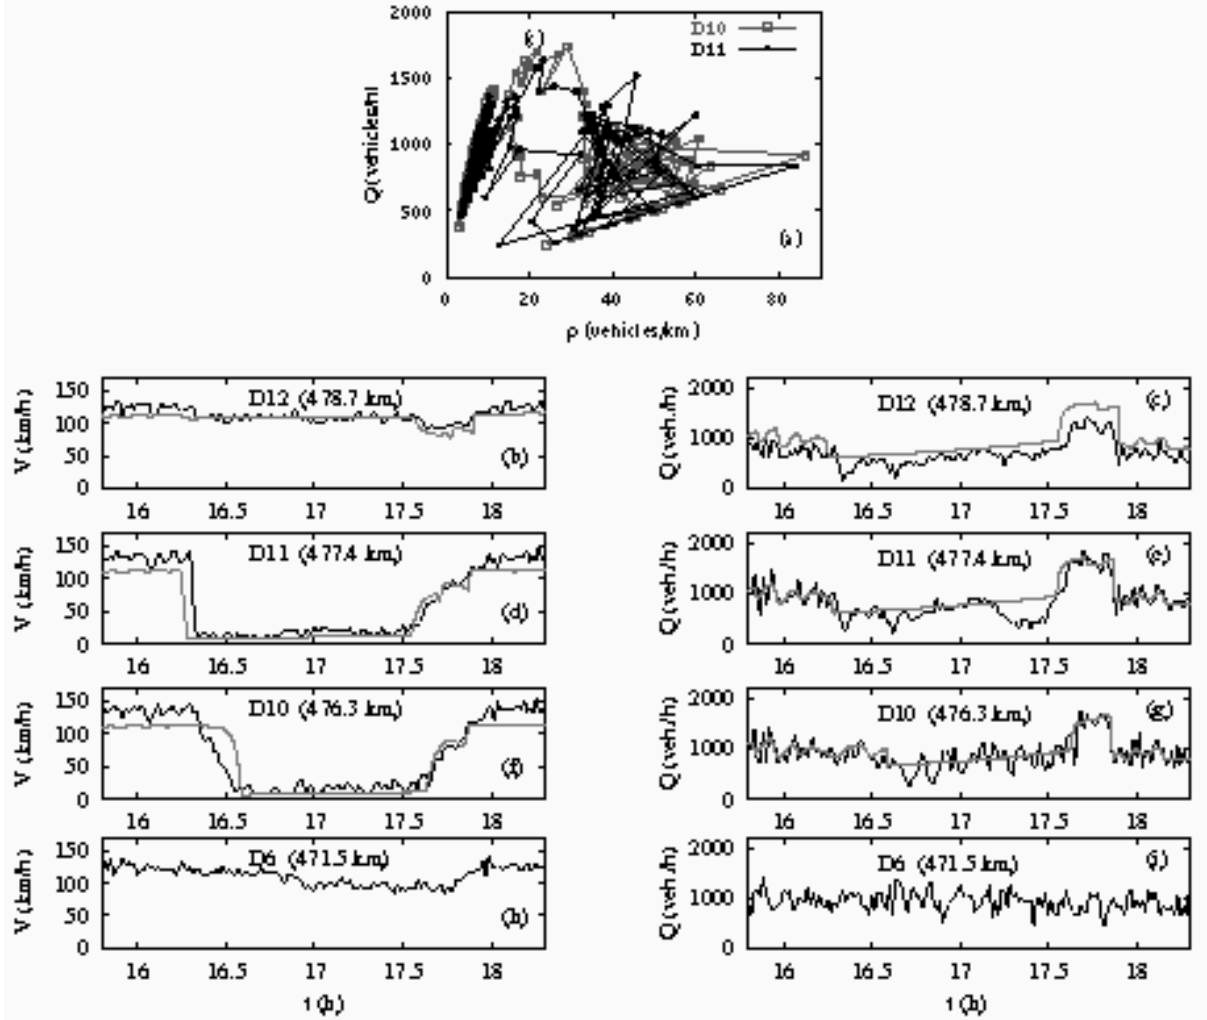 2000
1500
1000
500
0
Q (vehicles/h)
D10
D11
(a)
0 20 40 60 80
ρ (vehicles/km)
V (km/h)
150
100
50
0
D12 (478.7 km)
(b)
16 16.5 17 17.5 18
Q (veh./h)
2000
1000
0
D12 (478.7 km)
(c)
16 16.5 17 17.5 18
V (km/h)
150
100
50
0
D11 (477.4 km)
(d)
16 16.5 17 17.5 18
Q (veh./h)
2000
1000
0
D11 (477.4 km)
(e)
16 16.5 17 17.5 18
V (km/h)
150
100
50
0
D10 (476.3 km)
(f)
16 16.5 17 17.5 18
Q (veh./h)
2000
1000
0
D10 (476.3 km)
(g)
16 16.5 17 17.5 18
V (km/h)
150
100
50
0
D6 (471.5 km)
(h)
16 16.5 17 17.5 18
t (h)
Q (veh./h)
2000
1000
0
D6 (471.5 km)
16 16.5 17 17.5 18
t (h)